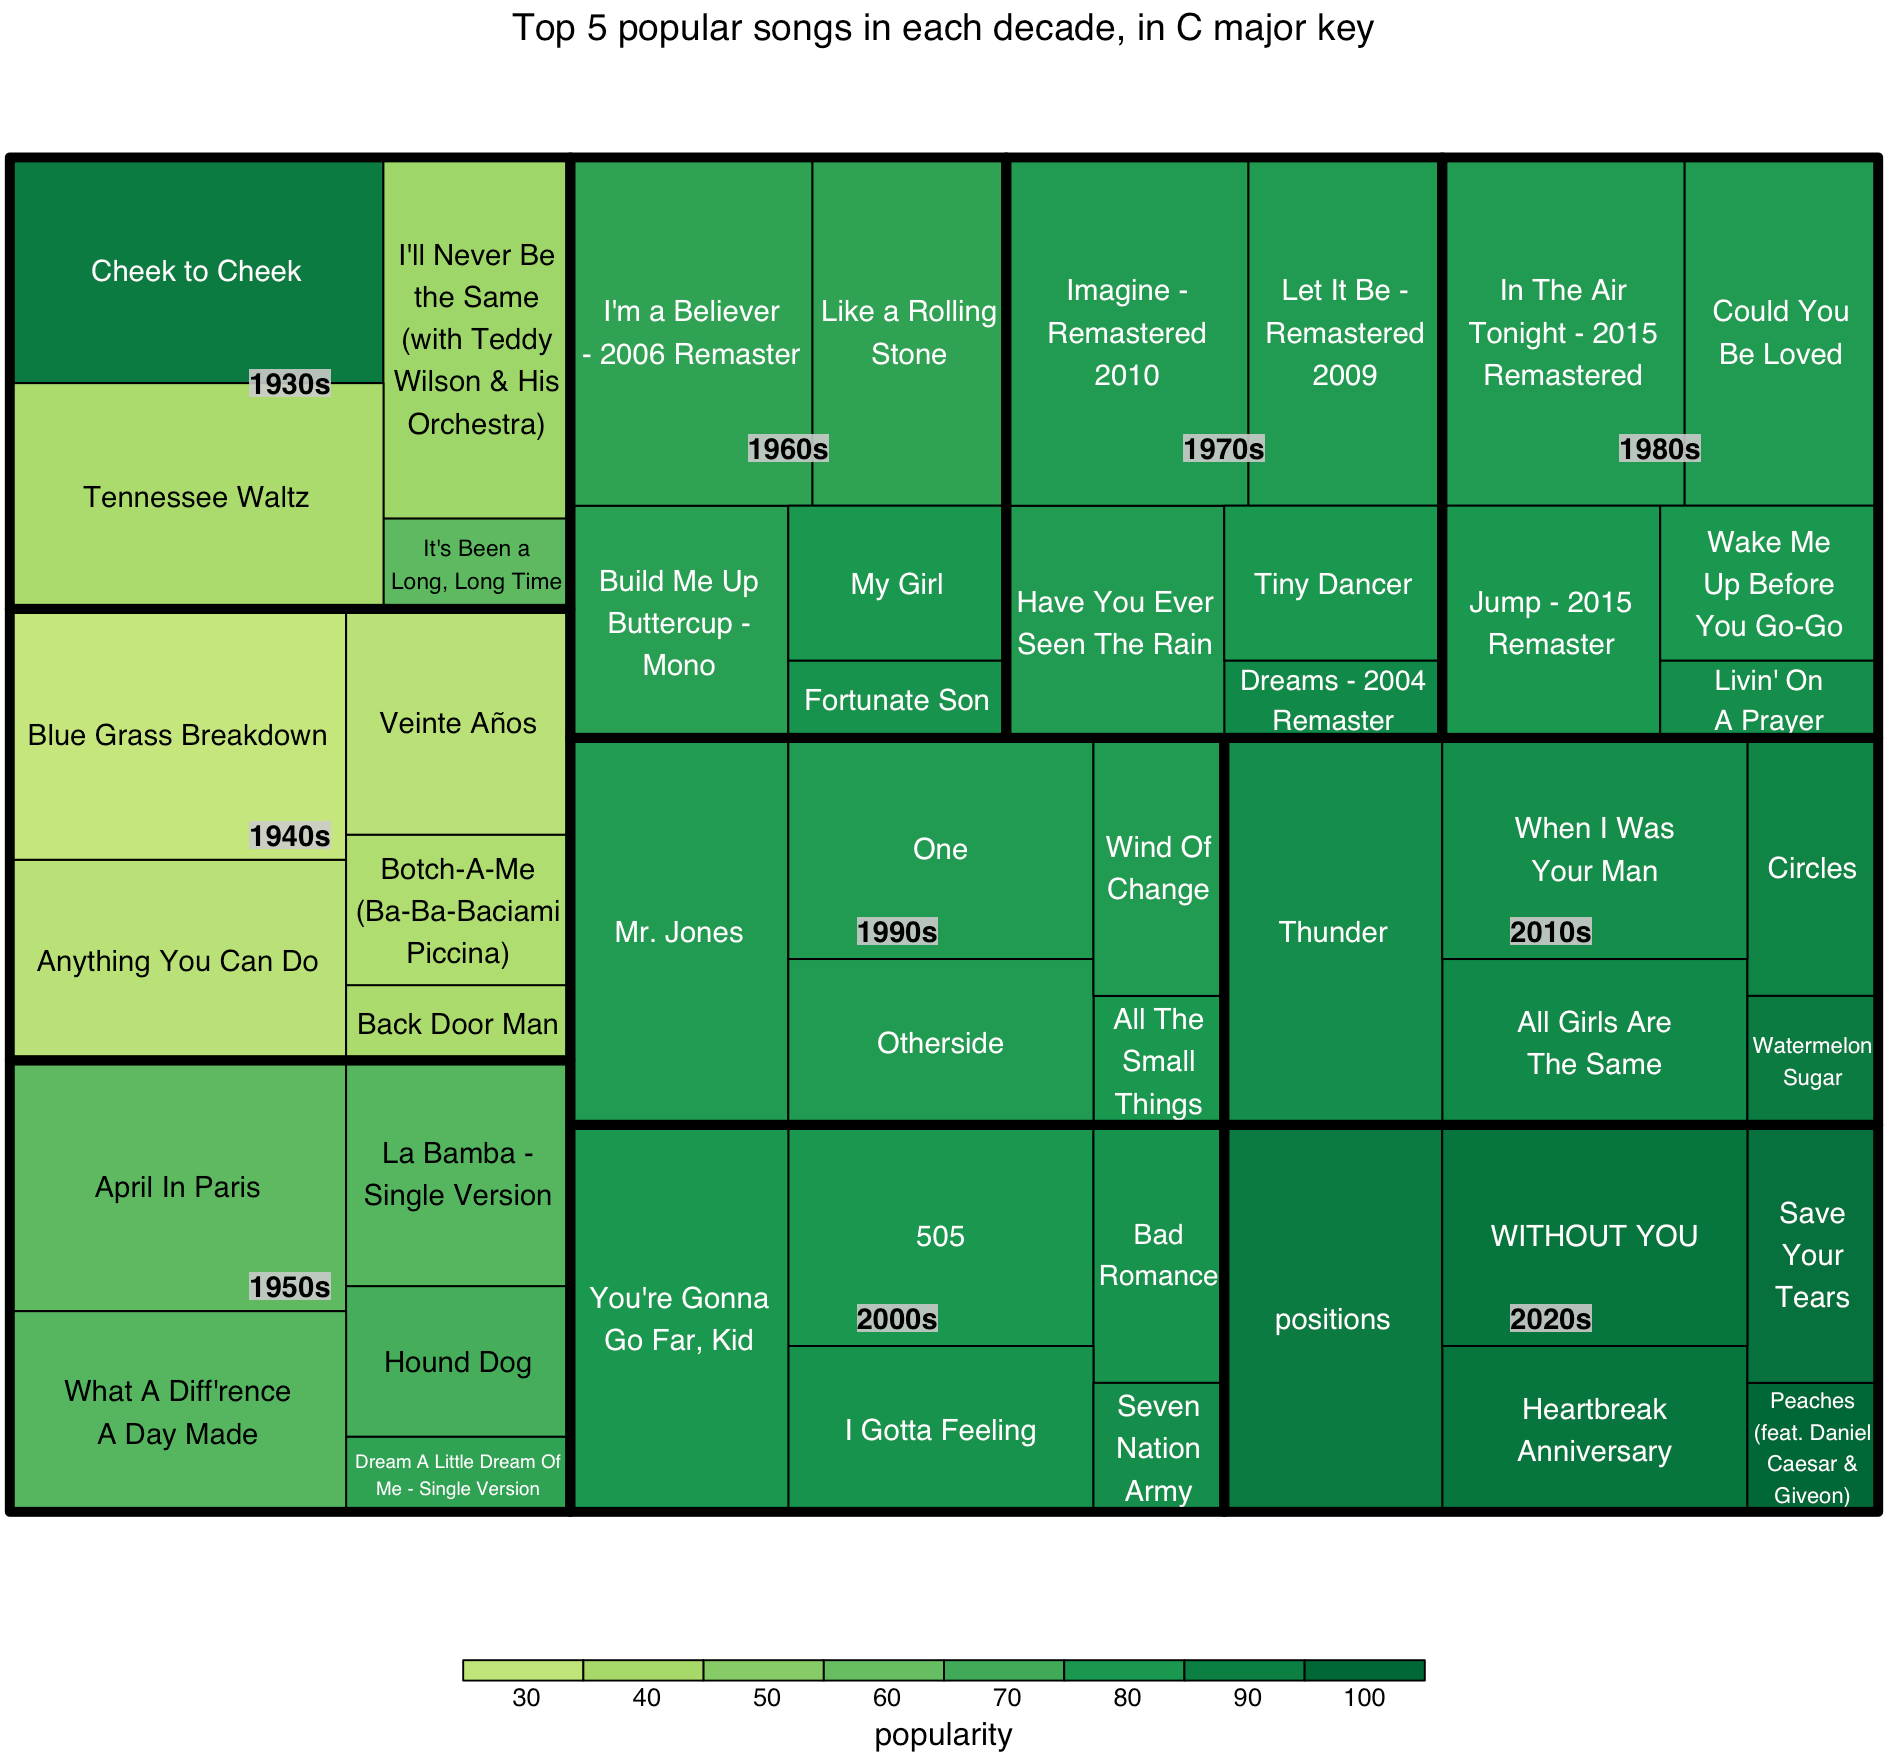 Top 5 popular songs in each decade, in C major key
Cheek to Cheek
1930s
Tennessee Waltz
I'll Never Be
the Same
(with Teddy
Wilson & His
Orchestra)
It's Been a
Long, Long Time
Blue Grass Breakdown
1940s
Anything You Can Do
Veinte Años
Botch-A-Me
(Ba-Ba-Baciami
Piccina)
Back Door Man
April In Paris
1950s
What A Diff'rence
A Day Made
La Bamba -
Single Version
Hound Dog
Dream A Little Dream Of
Me - Single Version
I'm a Believer
- 2006 Remaster
Like a Rolling
Stone
1960s
Build Me Up
Buttercup -
Mono
My Girl
Fortunate Son
Imagine -
Remastered
2010
Let It Be -
Remastered
2009
1970s
Have You Ever
Seen The Rain
Tiny Dancer
Dreams - 2004
Remaster
In The Air
Tonight - 2015
Remastered
Could You
Be Loved
1980s
Jump - 2015
Remaster
Wake Me
Up Before
You Go-Go
Livin' On
A Prayer
Mr. Jones
One
1990s
Otherside
Wind Of
Change
All The
Small
Things
Thunder
When I Was
Your Man
2010s
All Girls Are
The Same
Circles
Watermelon
Sugar
You're Gonna
Go Far, Kid
505
2000s
I Gotta Feeling
Bad
Romance
Seven
Nation
Army
positions
WITHOUT YOU
2020s
Heartbreak
Anniversary
Save
Your
Tears
Peaches
(feat. Daniel
Caesar &
Giveon)
30 40 50 60 70 80 90 100
popularity